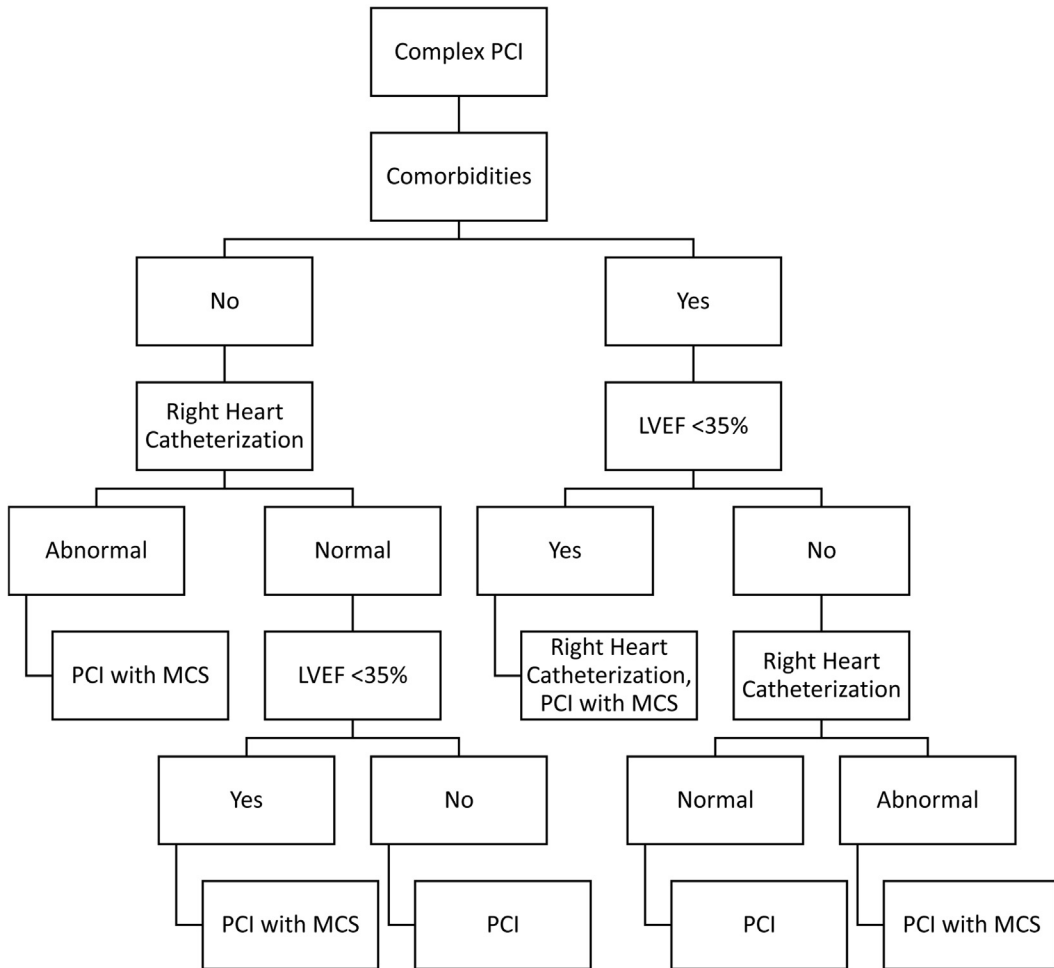 Complex PCI
Comorbidities
No
Yes
Right Heart
Catheterization
LVEF <35%
Abnormal
Normal
Yes
No
PCI with MCS
LVEF <35%
Right Heart
Catheterization,
PCI with MCS
Right Heart
Catheterization
Yes
No
Normal
Abnormal
PCI with MCS
PCI
PCI
PCI with MCS